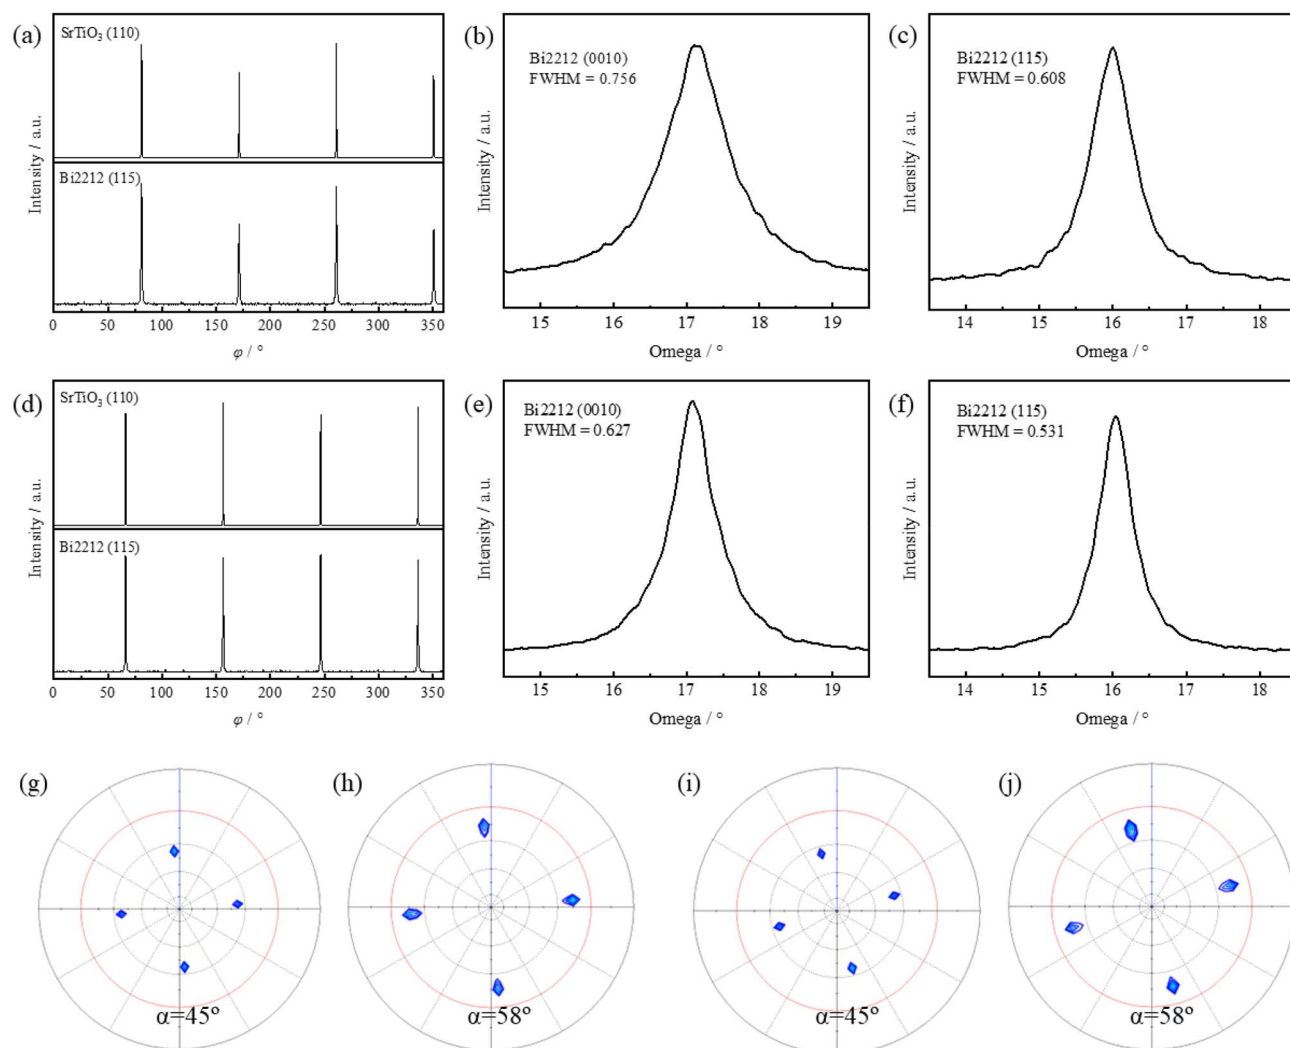 (a)
SrTiO₃ (110)
Bi2212 (115)
Intensity / a.u.
0 50 100 150 200 250 300 350
φ / °
(b)
Bi2212 (0010)
FWHM = 0.756
Intensity / a.u.
15 16 17 18 19
Omega / °
(c)
Bi2212 (115)
FWHM = 0.608
Intensity / a.u.
14 15 16 17 18
Omega / °
(d)
SrTiO₃ (110)
Bi2212 (115)
Intensity / a.u.
0 50 100 150 200 250 300 350
φ / °
(e)
Bi2212 (0010)
FWHM = 0.627
Intensity / a.u.
15 16 17 18 19
Omega / °
(f)
Bi2212 (115)
FWHM = 0.531
Intensity / a.u.
14 15 16 17 18
Omega / °
(g)
α=45°
(h)
α=58°
(i)
α=45°
(j)
α=58°